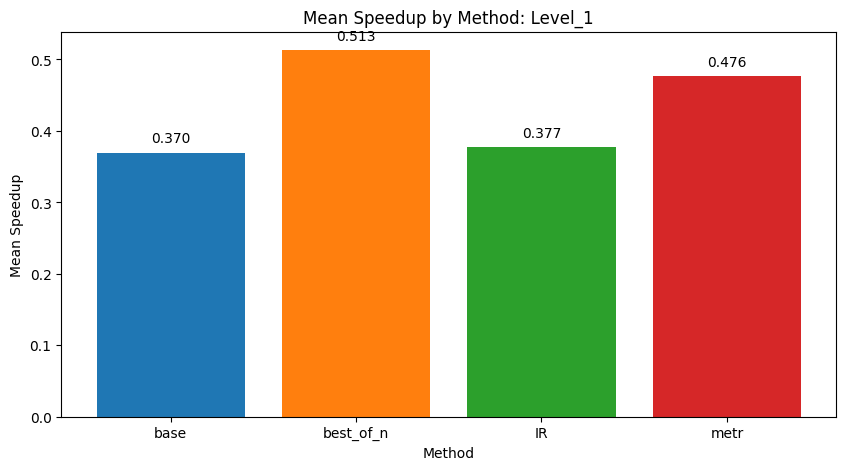 Mean Speedup by Method: Level_1
Mean Speedup
0.5
0.4
0.3
0.2
0.1
0.0
0.370
0.513
0.377
0.476
base
best_of_n
IR
metr
Method